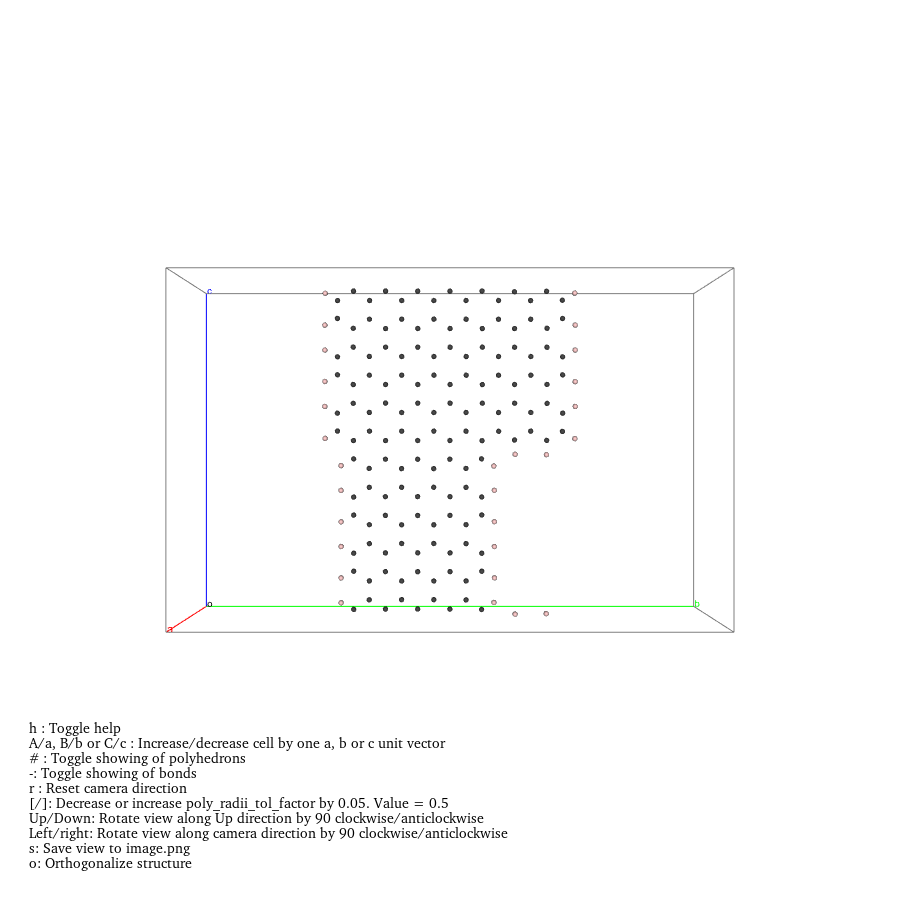 c
o
b
a
h : Toggle help
A/a, B/b or C/c : Increase/decrease cell by one a, b or c unit vector
# : Toggle showing of polyhedrons
-: Toggle showing of bonds
r : Reset camera direction
[/]: Decrease or increase poly_radii_tol_factor by 0.05. Value = 0.5
Up/Down: Rotate view along Up direction by 90 clockwise/anticlockwise
Left/right: Rotate view along camera direction by 90 clockwise/anticlockwise
s: Save view to image.png
o: Orthogonalize structure